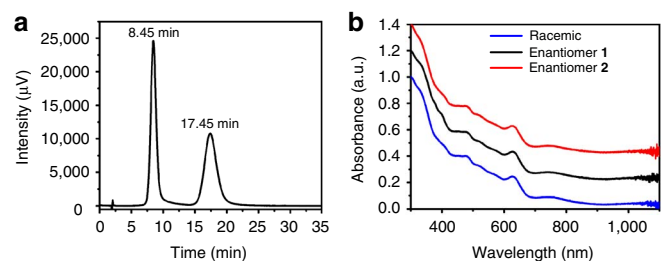 a
8.45 min
17.45 min
25,000
20,000
15,000
10,000
5,000
0
0 5 10 15 20 25 30 35
Intensity (μV)
Time (min)
b
Racemic
Enantiomer 1
Enantiomer 2
1.4
1.2
1.0
0.8
0.6
0.4
0.2
0.0
400 600 800 1,000
Absorbance (a.u.)
Wavelength (nm)